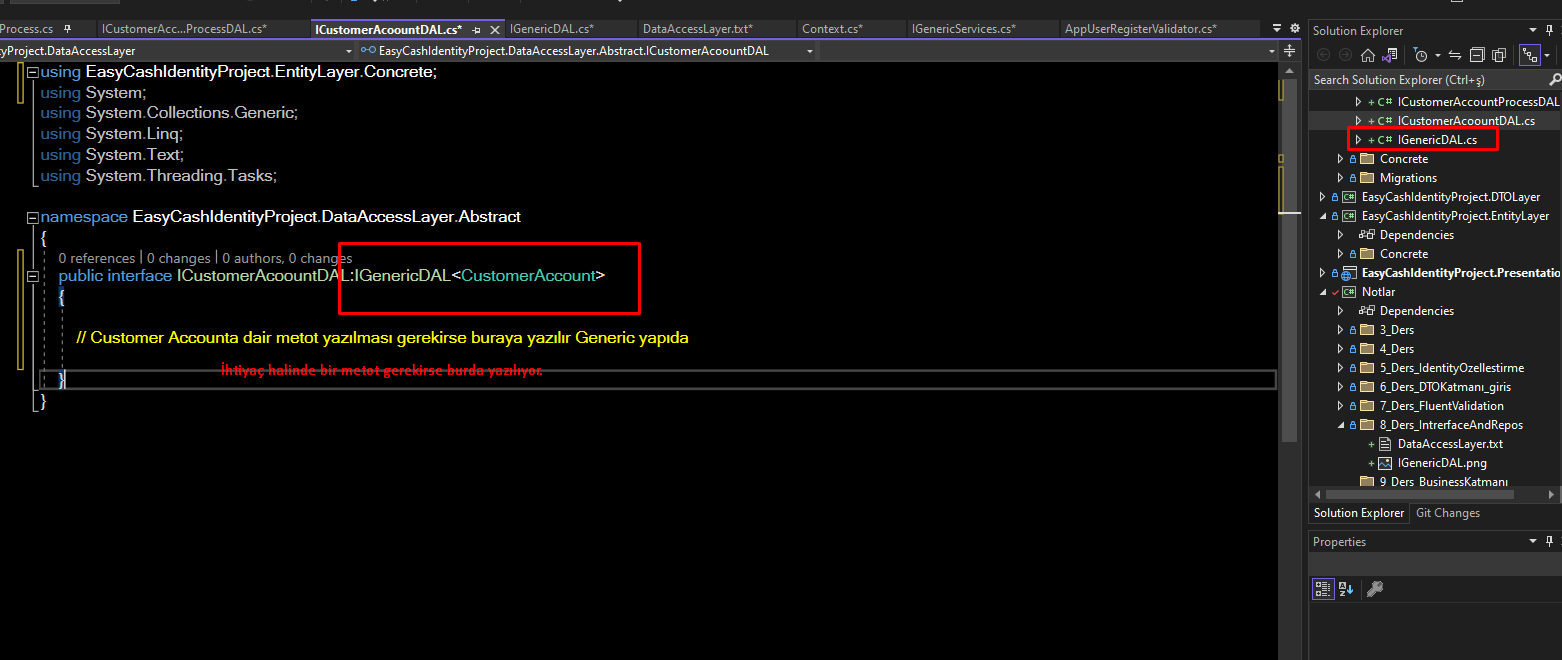 Process.cs
ICustomerAcc...ProcessDAL.cs*
ICustomerAcoountDAL.cs*
IGenericDAL.cs*
DataAccessLayer.txt*
Context.cs*
IGenericServices.cs*
AppUserRegisterValidator.cs*
yProject.DataAccessLayer
EasyCashIdentityProject.DataAccessLayer.Abstract.ICustomerAcoountDAL
using EasyCashIdentityProject.EntityLayer.Concrete;
using System;
using System.Collections.Generic;
using System.Linq;
using System.Text;
using System.Threading.Tasks;
namespace EasyCashIdentityProject.DataAccessLayer.Abstract
{
0 references | 0 changes | 0 authors, 0 changes
public interface ICustomerAcoountDAL:IGenericDAL<CustomerAccount>
{
// Customer Accounta dair metot yazılması gerekirse buraya yazılır Generic yapıda
İhtiyaç halinde bir metot gerekirse burda yazılıyor.
}
}
Solution Explorer
Search Solution Explorer (Ctrl+ş)
C# ICustomerAccountProcessDAL
C# ICustomerAcoountDAL.cs
C# IGenericDAL.cs
Concrete
Migrations
C# EasyCashIdentityProject.DTOLayer
C# EasyCashIdentityProject.EntityLayer
Dependencies
Concrete
EasyCashIdentityProject.Presentatio
C# Notlar
Dependencies
3_Ders
4_Ders
5_Ders_IdentityOzellestirme
6_Ders_DTOKatmanı_giris
7_Ders_FluentValidation
8_Ders_IntrerfaceAndRepos
DataAccessLayer.txt
IGenericDAL.png
9_Ders_BusinessKatmanı
Solution Explorer
Git Changes
Properties